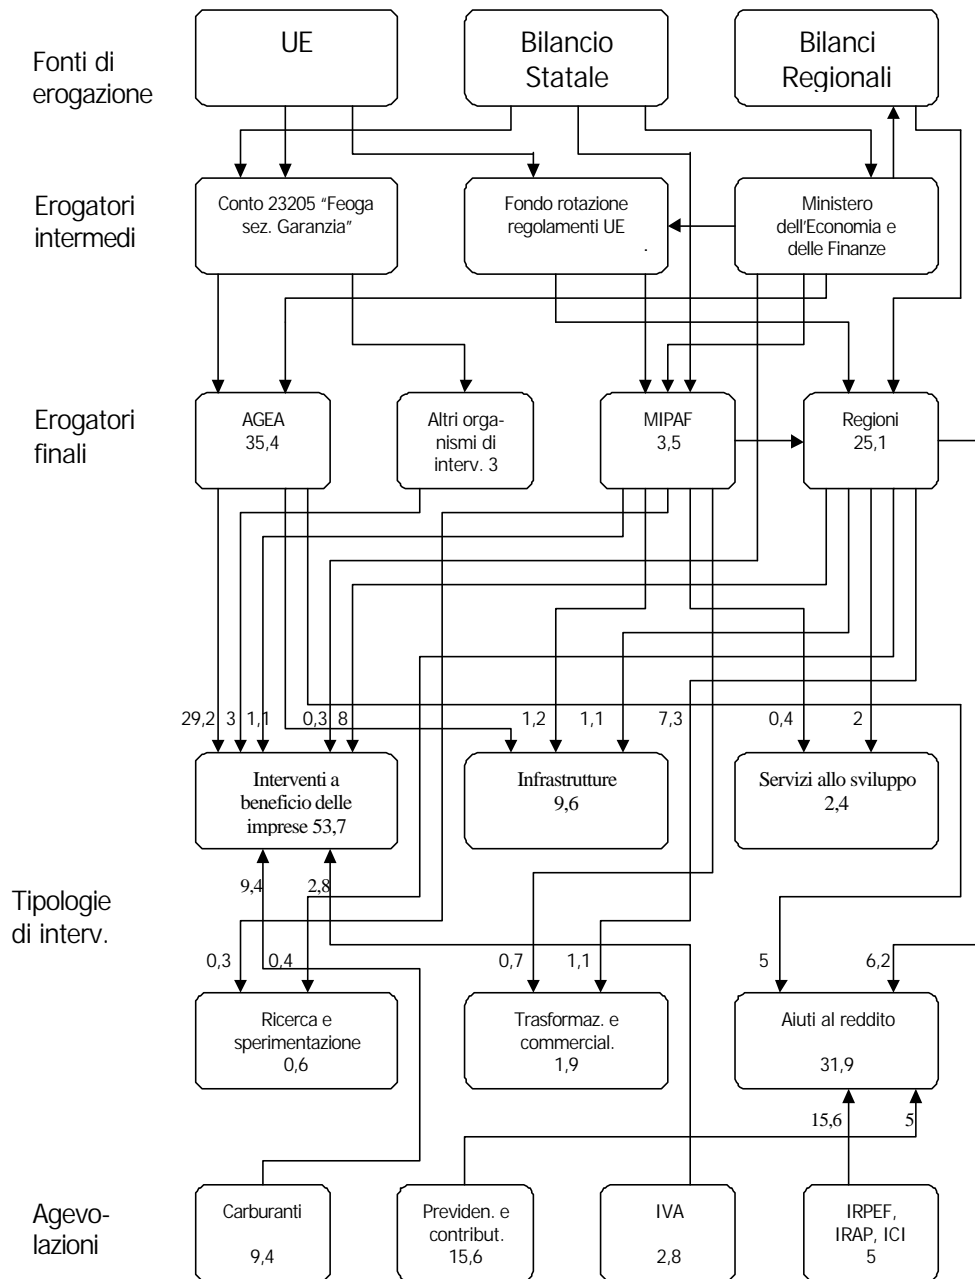 Fonti di
erogazione
UE
Bilancio
Statale
Bilanci
Regionali
Erogatori
intermedi
Conto 23205 “Feoga
sez. Garanzia”
Fondo rotazione
regolamenti UE
.
Ministero
dell'Economia e
delle Finanze
Erogatori
finali
AGEA
35,4
Altri orga-
nismi di
interv. 3
MIPAF
3,5
Regioni
25,1
29,2
3
1,1
0,3
8
1,2
1,1
7,3
0,4
2
Interventi a
beneficio delle
imprese 53,7
Infrastrutture
9,6
Servizi allo sviluppo
2,4
Tipologie
di interv.
9,4
2,8
0,3
0,4
0,7
1,1
5
6,2
Ricerca e
sperimentazione
0,6
Trasformaz. e
commercial.
1,9
Aiuti al reddito
31,9
15,6
5
Agevo-
lazioni
Carburanti
9,4
Previden. e
contribut.
15,6
IVA
2,8
IRPEF,
IRAP, ICI
5